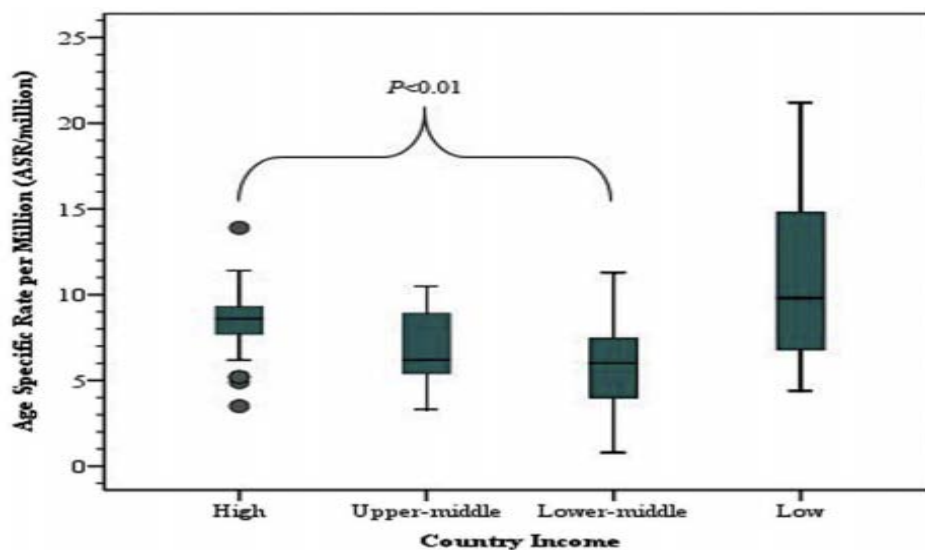 Age Specific Rate per Million (ASR/million)
25
20
15
10
5
0
P<0.01
High Upper-middle Lower-middle Low
Country Income